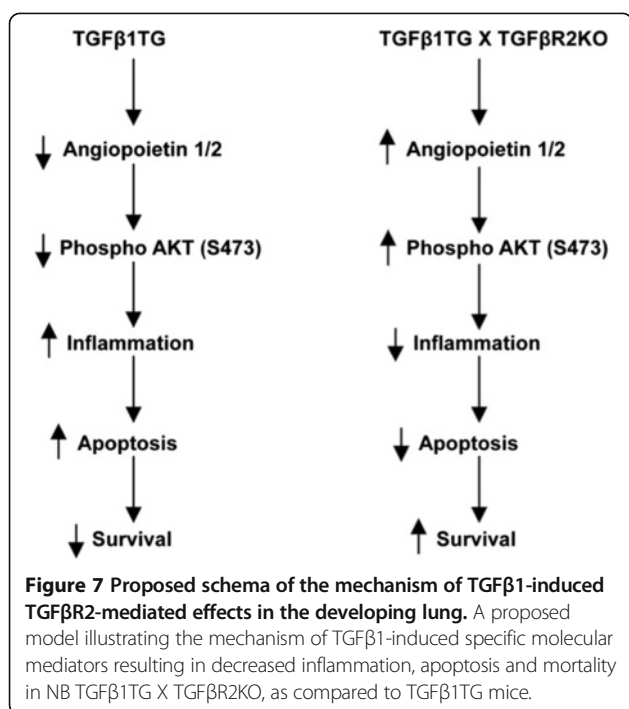 TGFβ1TG TGFβ1TG X TGFβR2KO
↓ Angiopoietin 1/2 ↑ Angiopoietin 1/2
↓ Phospho AKT (S473) ↑ Phospho AKT (S473)
↑ Inflammation ↓ Inflammation
↑ Apoptosis ↓ Apoptosis
↓ Survival ↑ Survival
Figure 7 Proposed schema of the mechanism of TGFβ1-induced
TGFβR2-mediated effects in the developing lung. A proposed
model illustrating the mechanism of TGFβ1-induced specific molecular
mediators resulting in decreased inflammation, apoptosis and mortality
in NB TGFβ1TG X TGFβR2KO, as compared to TGFβ1TG mice.